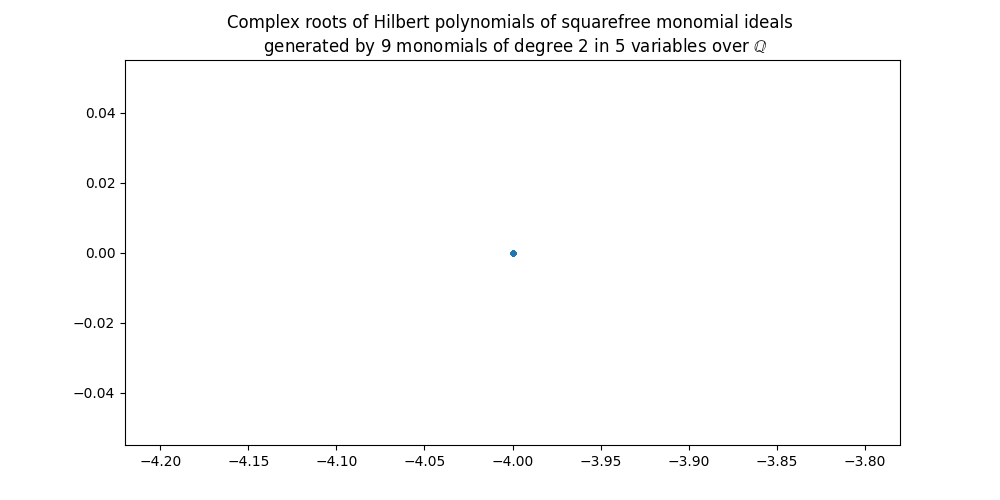 Complex roots of Hilbert polynomials of squarefree monomial ideals
generated by 9 monomials of degree 2 in 5 variables over ℚ
0.04
0.02
0.00
−0.02
−0.04
−4.20 −4.15 −4.10 −4.05 −4.00 −3.95 −3.90 −3.85 −3.80